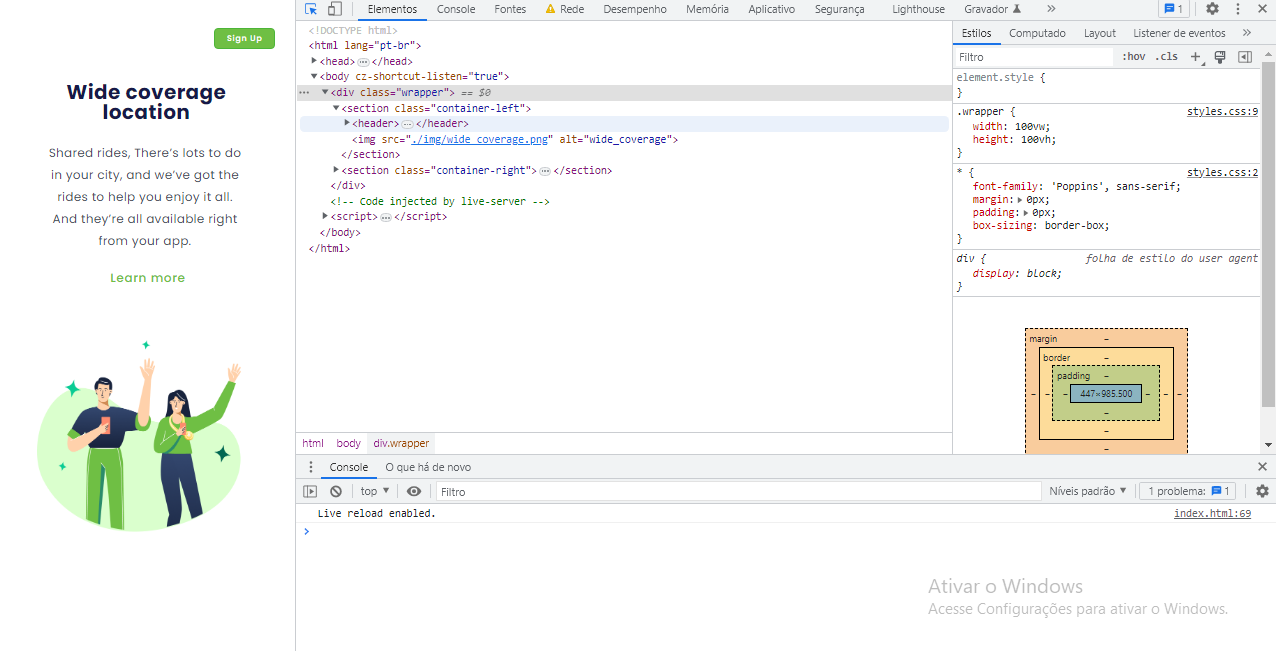 Sign Up
Wide coverage
location
Shared rides, There's lots to do
in your city, and we've got the
rides to help you enjoy it all.
And they're all available right
from your app.
Learn more
Elementos Console Fontes Rede Desempenho Memória Aplicativo Segurança Lighthouse Gravador » 1
<!DOCTYPE html>
<html lang="pt-br">
<head> … </head>
<body cz-shortcut-listen="true">
<div class="wrapper"> == $0
<section class="container-left">
<header> … </header>
<img src="./img/wide_coverage.png" alt="wide_coverage">
</section>
<section class="container-right"> … </section>
</div>
<!-- Code injected by live-server -->
<script> … </script>
</body>
</html>
html body div.wrapper
Estilos Computado Layout Listener de eventos »
Filtro :hov .cls +
element.style {
}
.wrapper { styles.css:9
width: 100vw;
height: 100vh;
}
* { styles.css:2
font-family: 'Poppins', sans-serif;
margin: 0px;
padding: 0px;
box-sizing: border-box;
}
div { folha de estilo do user agent
display: block;
}
margin –
border –
padding –
– – – 447×985.500 – – –
–
–
–
Console O que há de novo
top Filtro Níveis padrão 1 problema: 1
Live reload enabled. index.html:69
>
Ativar o Windows
Acesse Configurações para ativar o Windows.